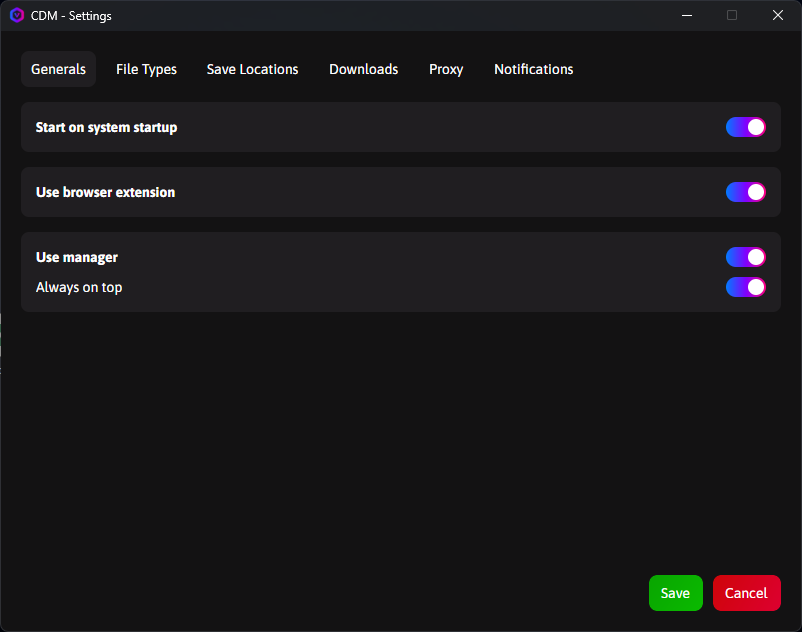 CDM - Settings
Generals File Types Save Locations Downloads Proxy Notifications
Start on system startup
Use browser extension
Use manager
Always on top
Save Cancel